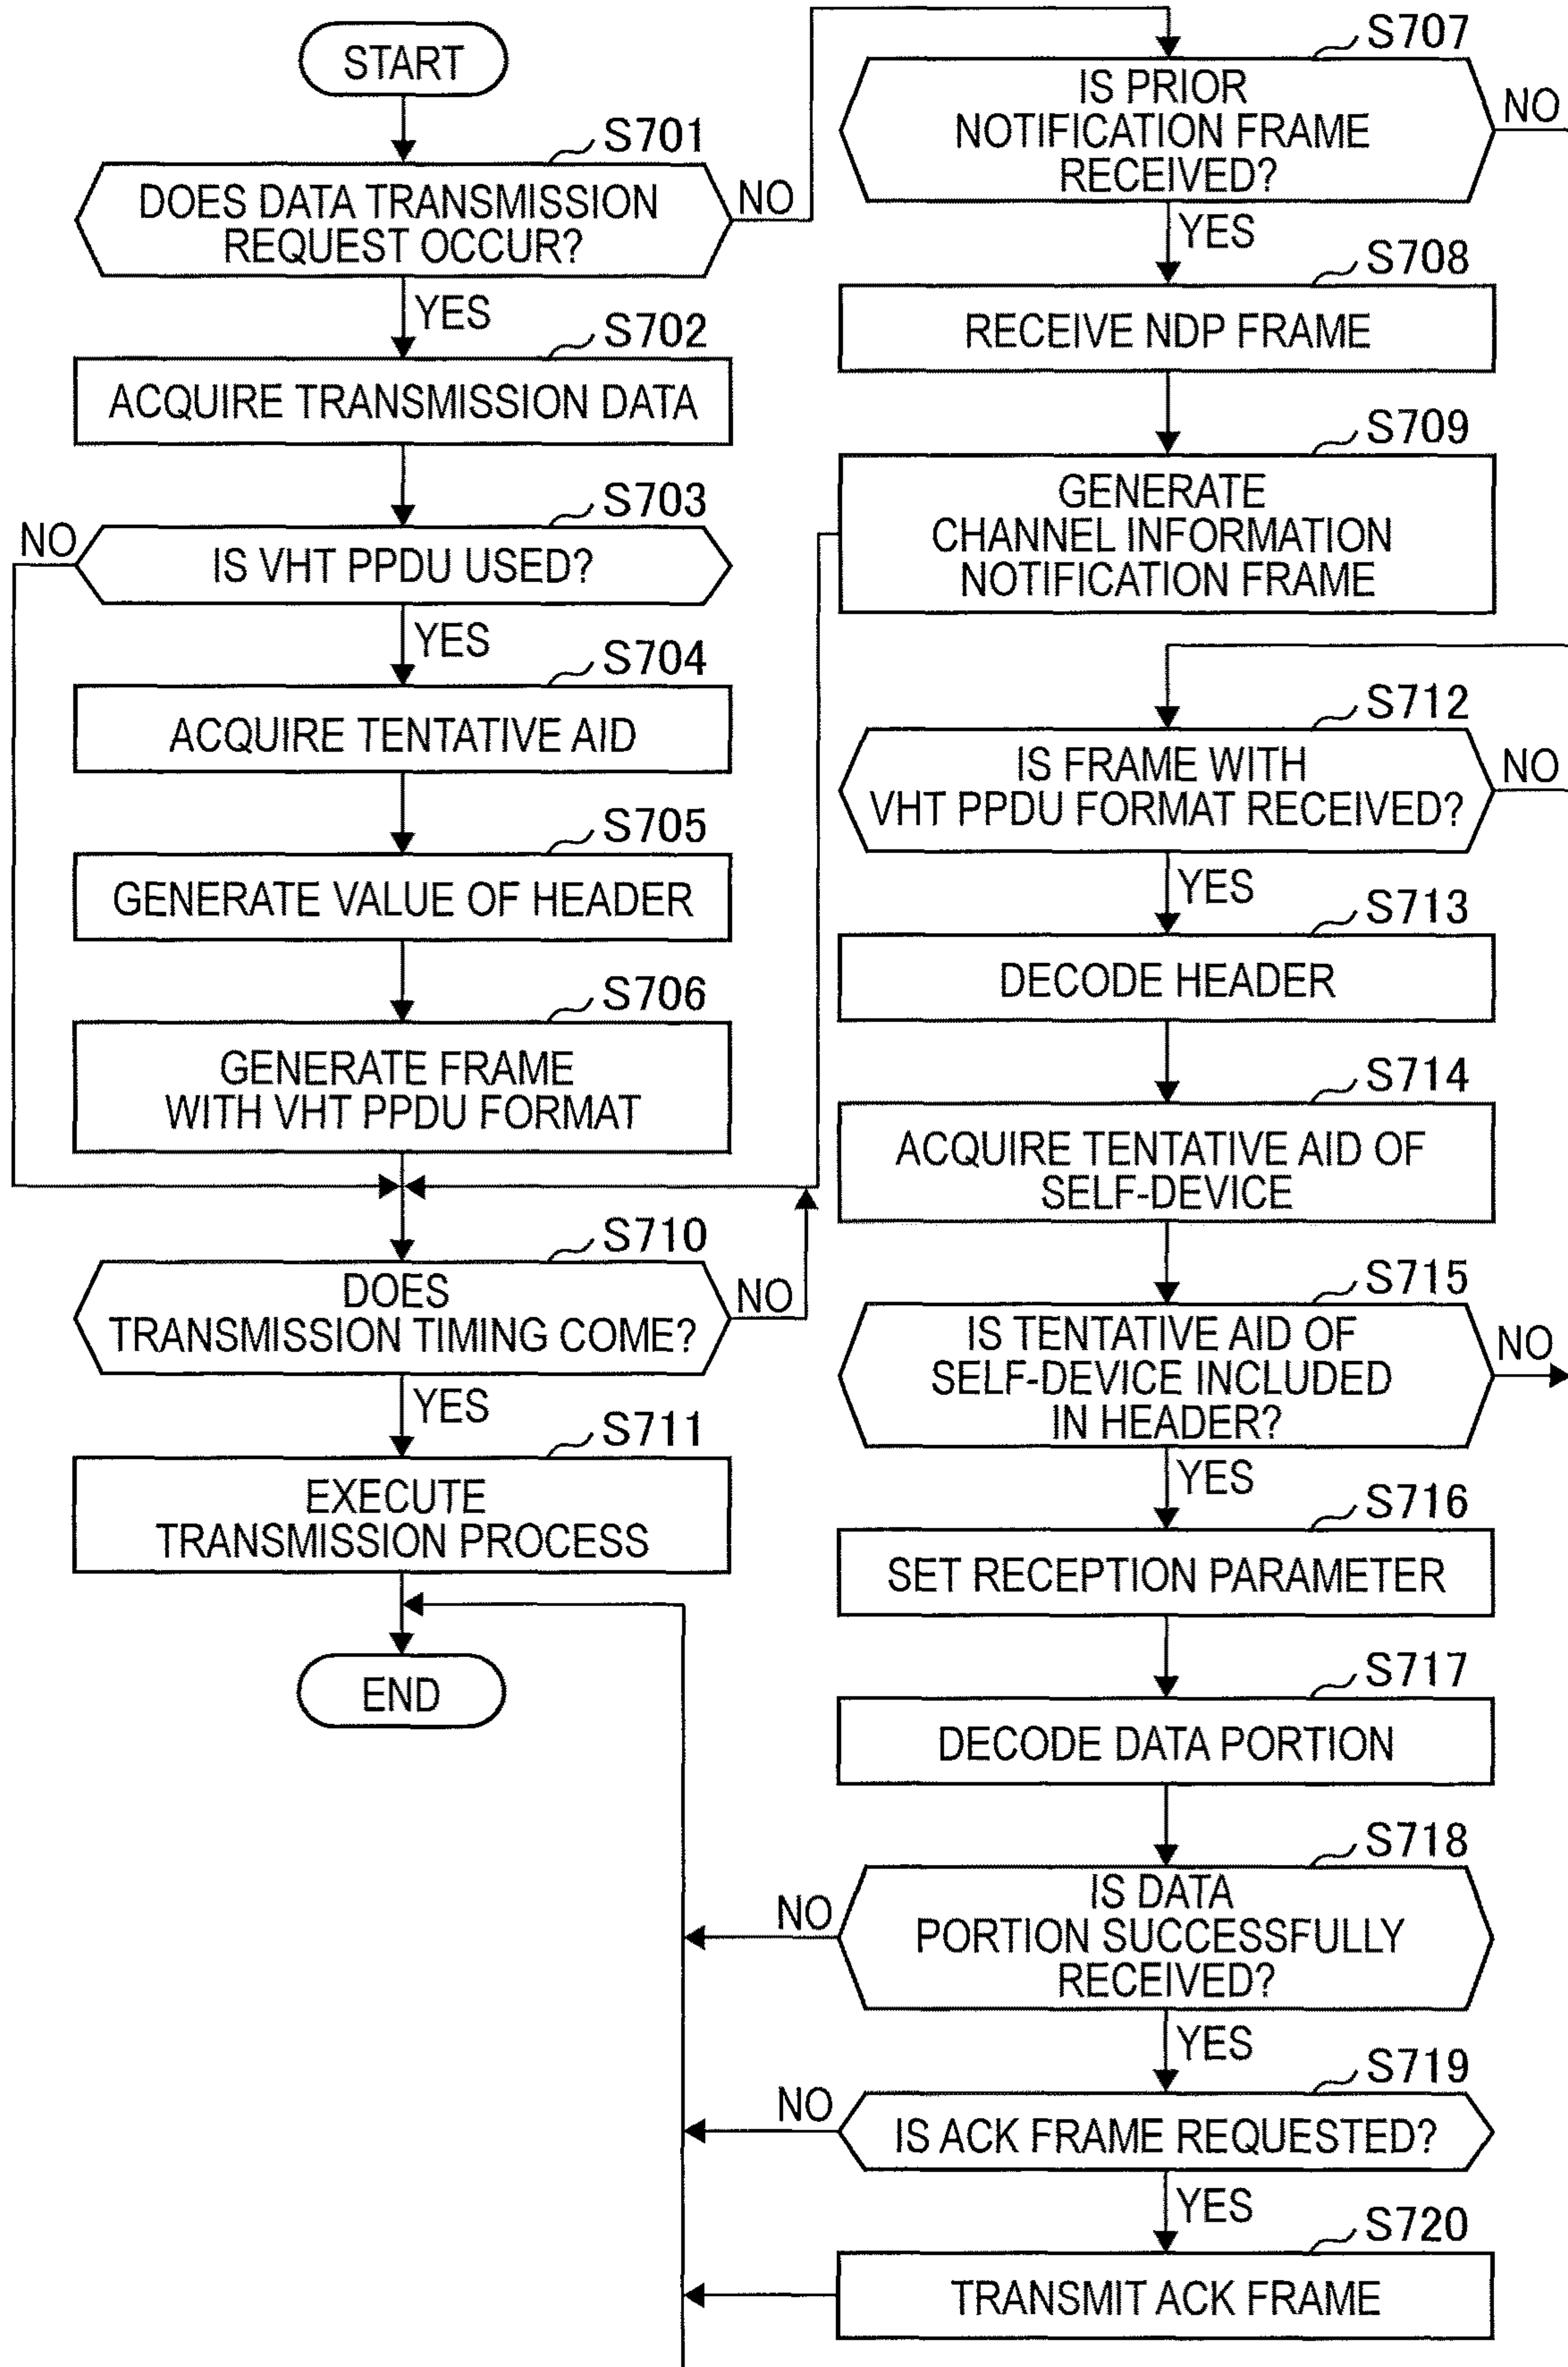 START
S701
DOES DATA TRANSMISSION
REQUEST OCCUR?
NO
YES
S702
ACQUIRE TRANSMISSION DATA
S703
NO
IS VHT PPDU USED?
YES
S704
ACQUIRE TENTATIVE AID
S705
GENERATE VALUE OF HEADER
S706
GENERATE FRAME
WITH VHT PPDU FORMAT
S710
DOES
TRANSMISSION TIMING COME?
NO
YES
S711
EXECUTE
TRANSMISSION PROCESS
END
S707
IS PRIOR
NOTIFICATION FRAME
RECEIVED?
NO
YES
S708
RECEIVE NDP FRAME
S709
GENERATE
CHANNEL INFORMATION
NOTIFICATION FRAME
S712
IS FRAME WITH
VHT PPDU FORMAT RECEIVED?
NO
YES
S713
DECODE HEADER
S714
ACQUIRE TENTATIVE AID OF
SELF-DEVICE
S715
IS TENTATIVE AID OF
SELF-DEVICE INCLUDED
IN HEADER?
NO
YES
S716
SET RECEPTION PARAMETER
S717
DECODE DATA PORTION
S718
IS DATA
PORTION SUCCESSFULLY
RECEIVED?
NO
YES
S719
NO
IS ACK FRAME REQUESTED?
YES
S720
TRANSMIT ACK FRAME